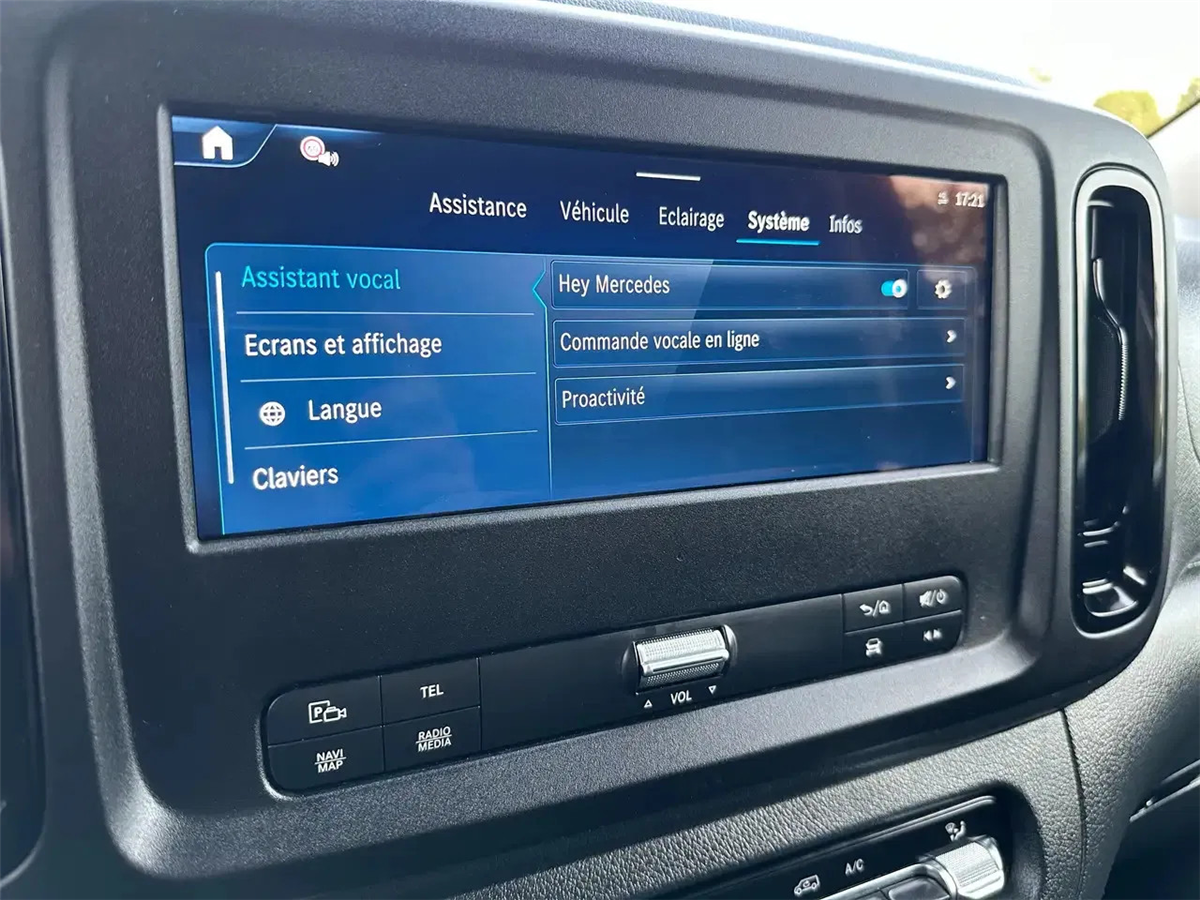 17:21
Assistance Véhicule Eclairage Système Infos
Assistant vocal
Hey Mercedes
Ecrans et affichage
Commande vocale en ligne
Langue
Proactivité
Claviers
TEL
VOL
NAVI
MAP
RADIO
MEDIA
P
A/C